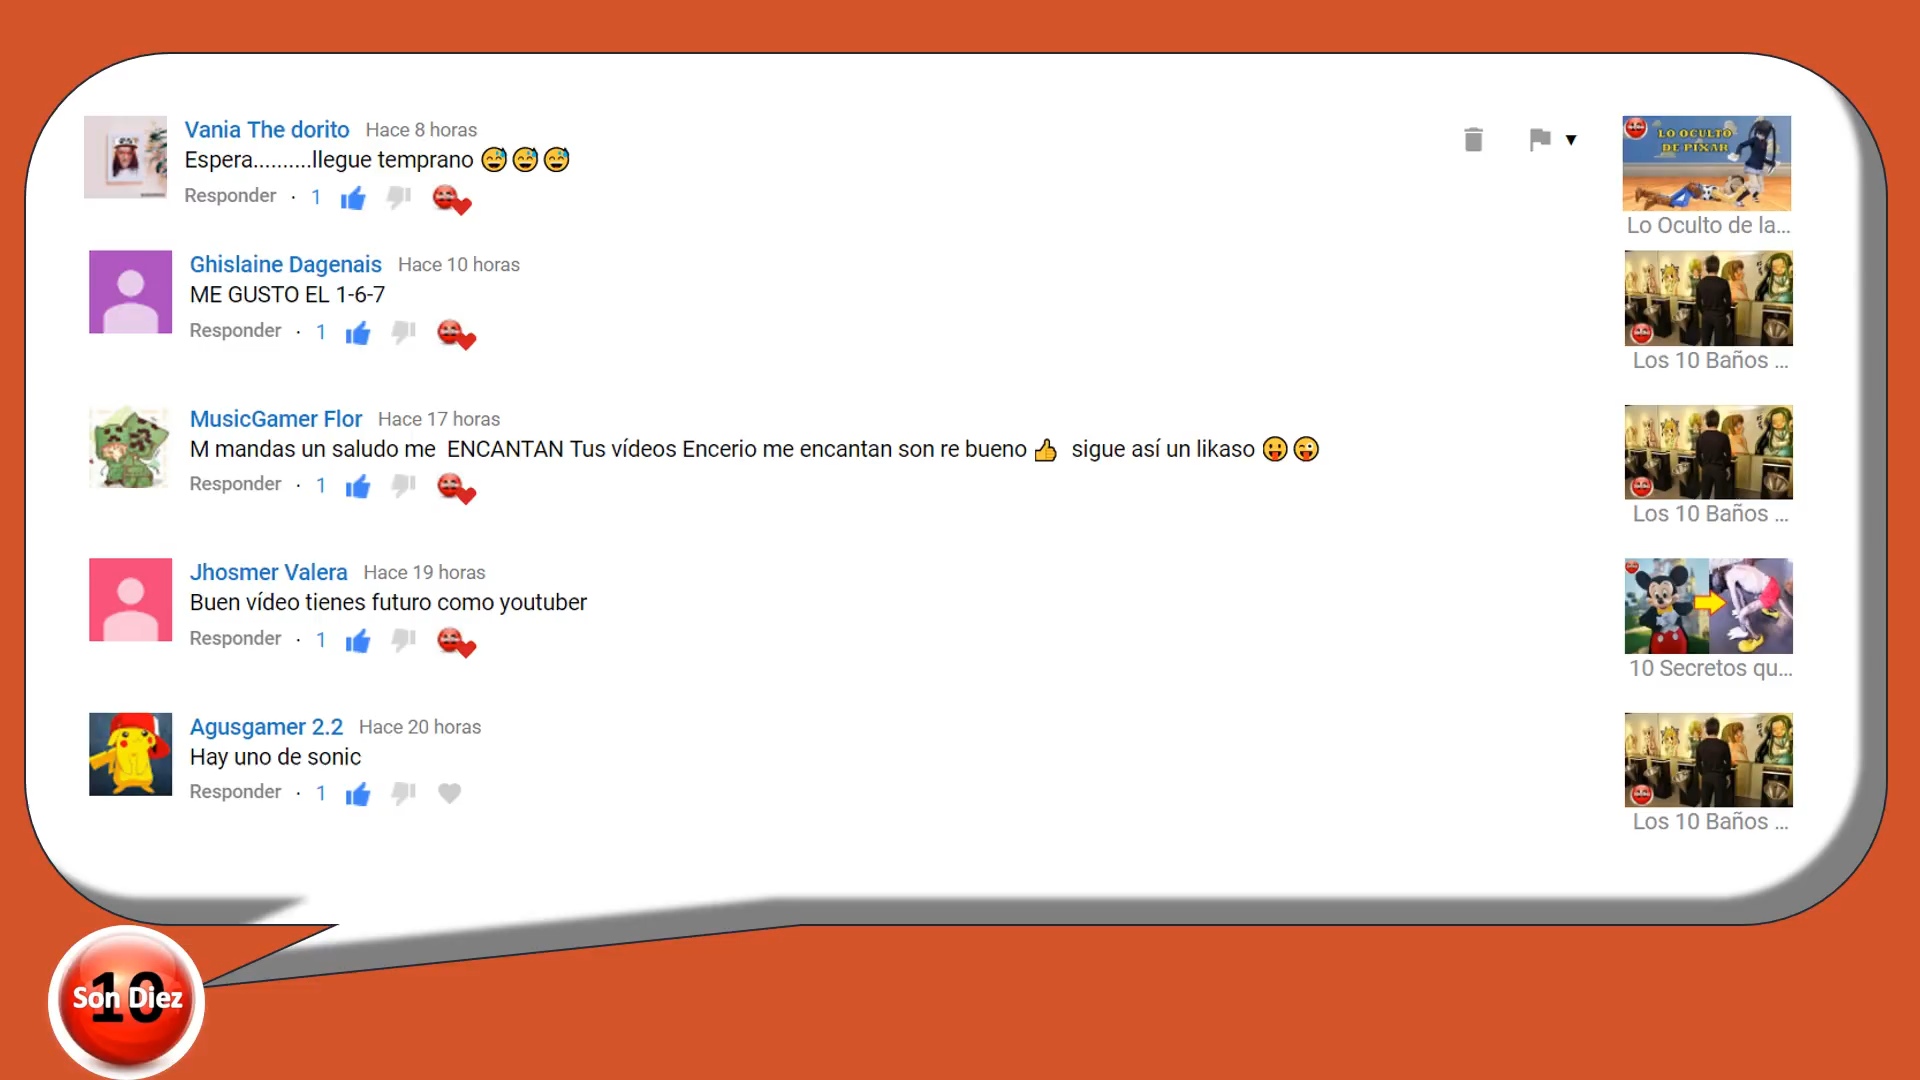 Vania The dorito Hace 8 horas
Espera..........llegue temprano 😅😅😅
Responder · 1
LO OCULTO
DE PIXAR
Lo Oculto de la...
Ghislaine Dagenais Hace 10 horas
ME GUSTO EL 1-6-7
Responder · 1
Los 10 Baños ...
MusicGamer Flor Hace 17 horas
M mandas un saludo me ENCANTAN Tus vídeos Encerio me encantan son re bueno 👍 sigue así un likaso 😛😜
Responder · 1
Los 10 Baños ...
Jhosmer Valera Hace 19 horas
Buen vídeo tienes futuro como youtuber
Responder · 1
10 Secretos qu...
Agusgamer 2.2 Hace 20 horas
Hay uno de sonic
Responder · 1
Los 10 Baños ...
10
Son Diez